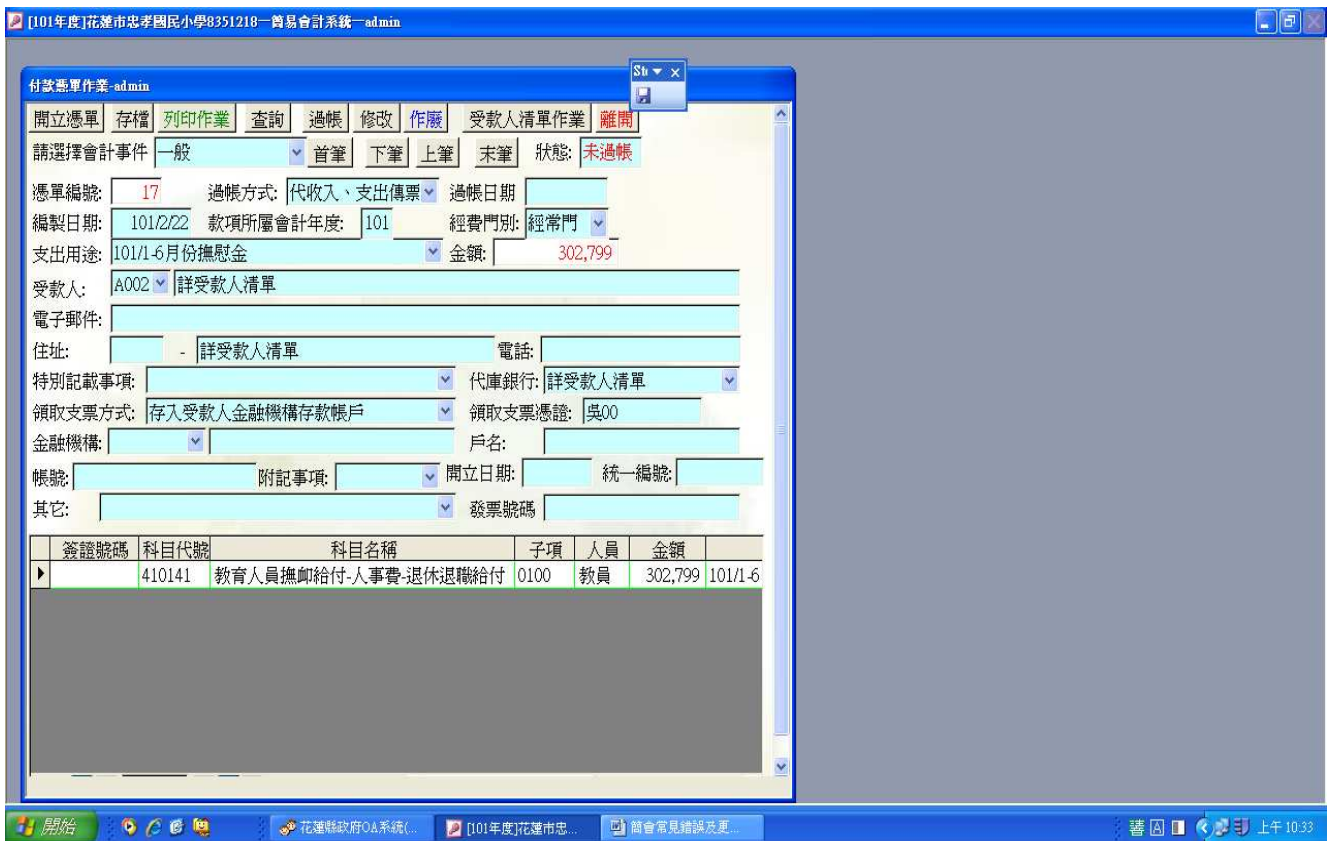 [101年度]花蓮市忠孝國民小學8351218—簡易會計系統—admin
付款憑單作業-admin
開立憑單 存檔 列印作業 查詢 過帳 修改 作廢 受款人清單作業 離開
請選擇會計事件 一般 首筆 下筆 上筆 末筆 狀態: 未過帳
憑單編號: 17 過帳方式: 代收入、支出傳票 過帳日期
編製日期: 101/2/22 款項所屬會計年度: 101 經費門別: 經常門
支出用途: 101/1-6月份撫慰金 金額: 302,799
受款人: A002 詳受款人清單
電子郵件:
住址: - 詳受款人清單 電話:
特別記載事項: 代庫銀行: 詳受款人清單
領取支票方式: 存入受款人金融機構存款帳戶 領取支票憑證: 吳00
金融機構: 戶名:
帳號: 附記事項: 開立日期: 統一編號:
其它: 發票號碼
簽證號碼 科目代號 科目名稱 子項 人員 金額
410141 教育人員撫卹給付-人事費-退休退職給付 0100 教員 302,799 101/1-6
開始 花蓮縣政府OA系統(... [101年度]花蓮市忠... 簡會常見錯誤及更... 上午 10:33